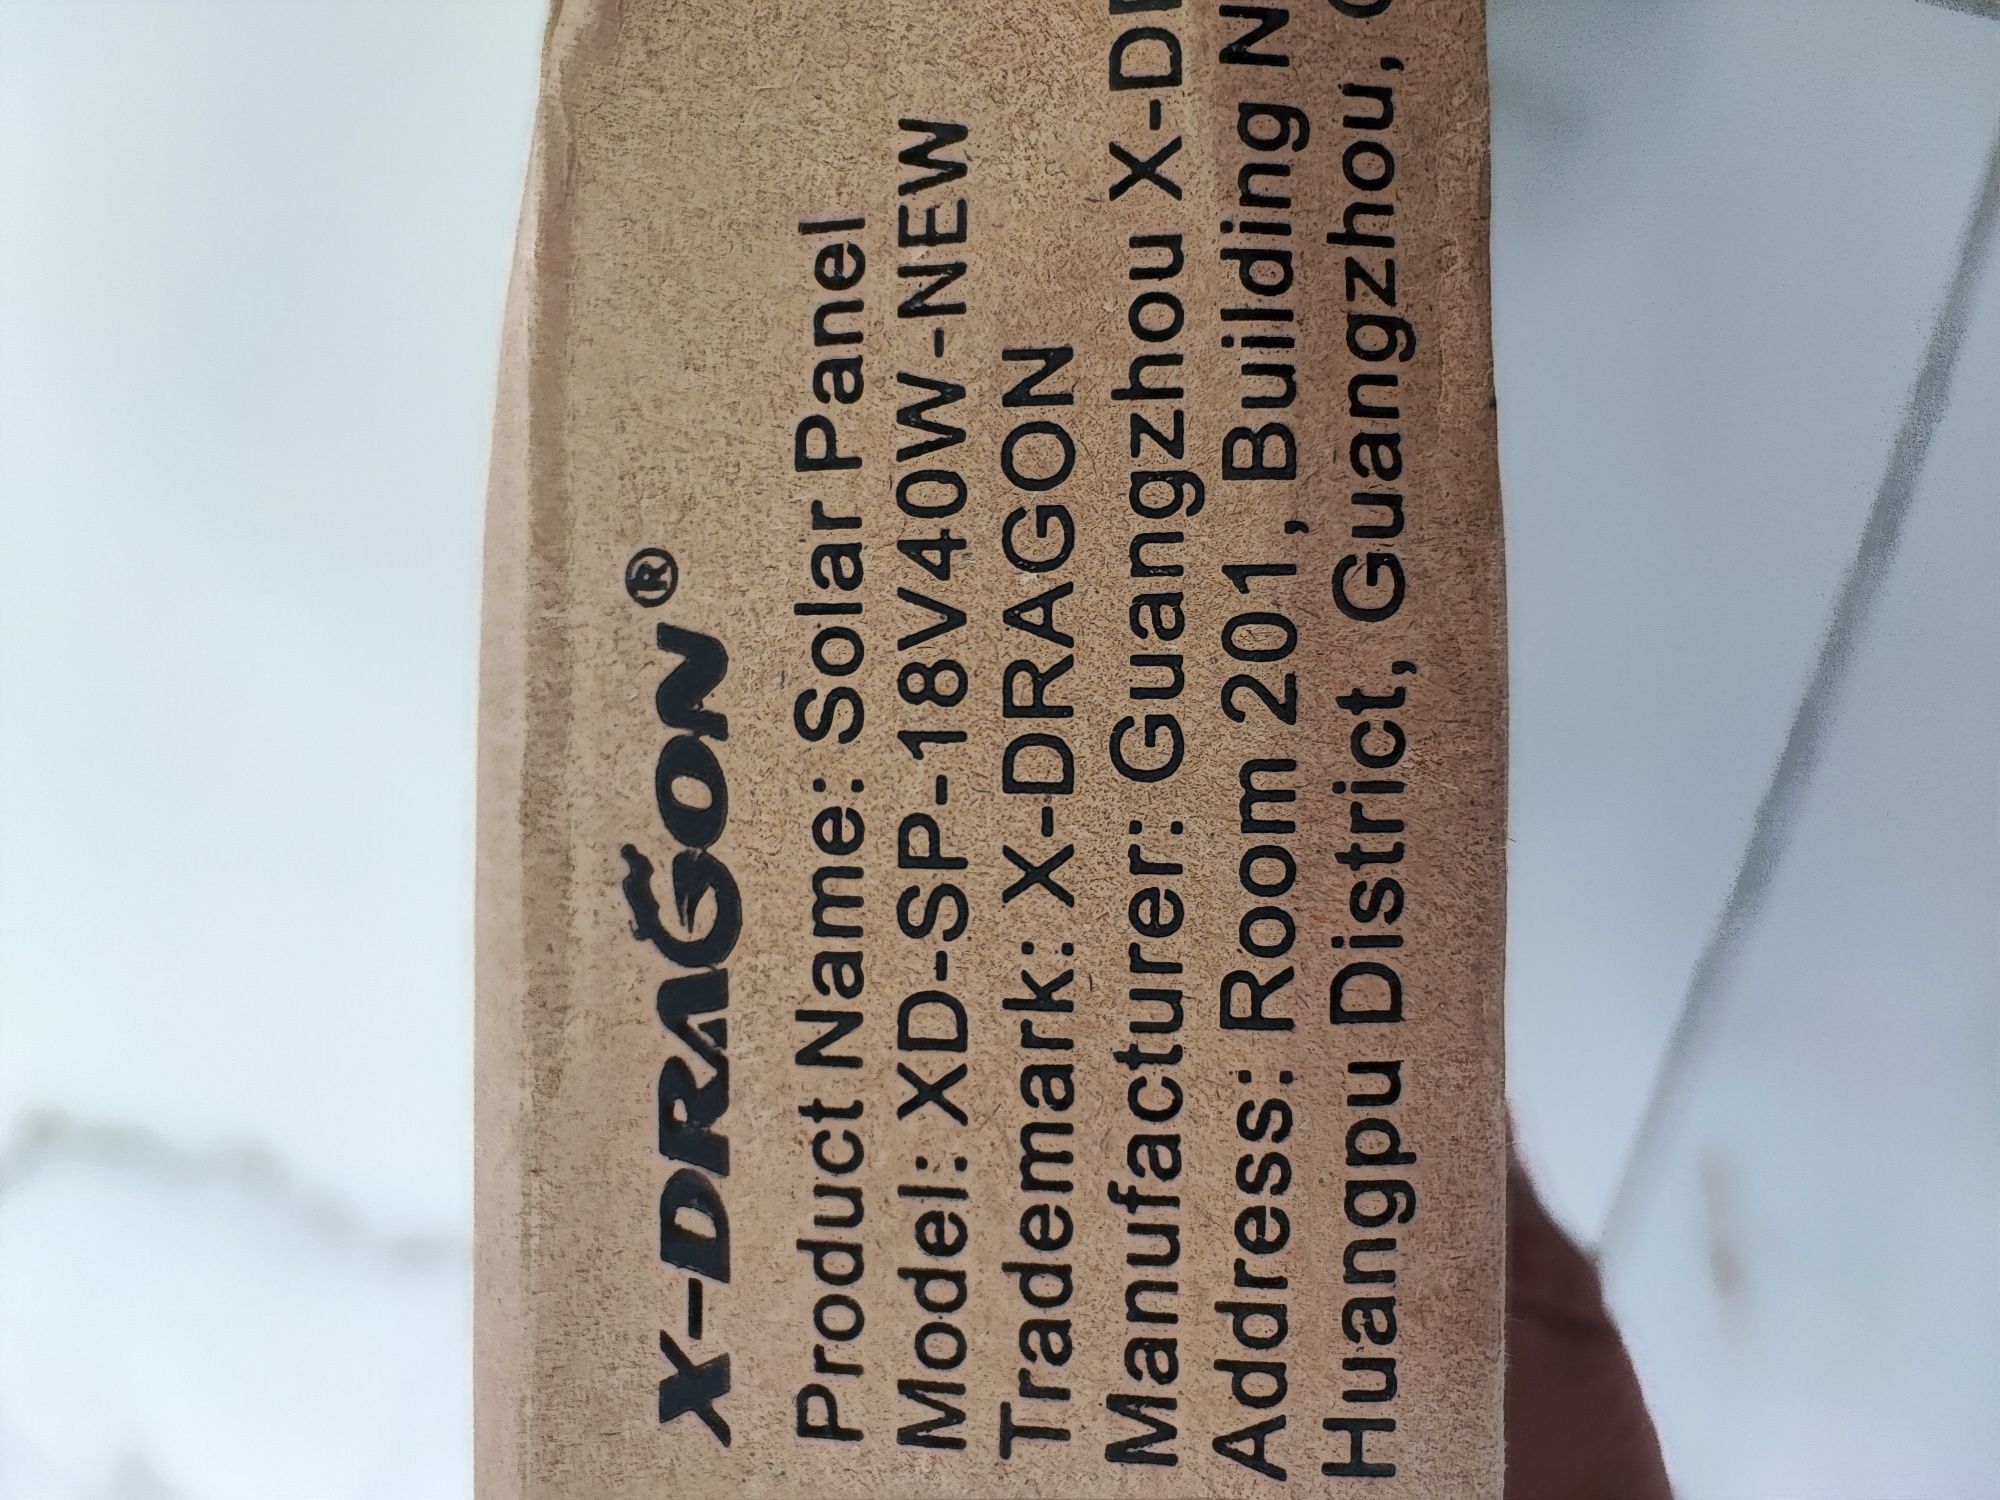 X-DRAGON®
Product Name: Solar Panel
Model: XD-SP-18V40W-NEW
Trademark: X-DRAGON
Manufacturer: Guangzhou X-D
Address: Room 201, Building N
Huangpu District, Guangzhou,